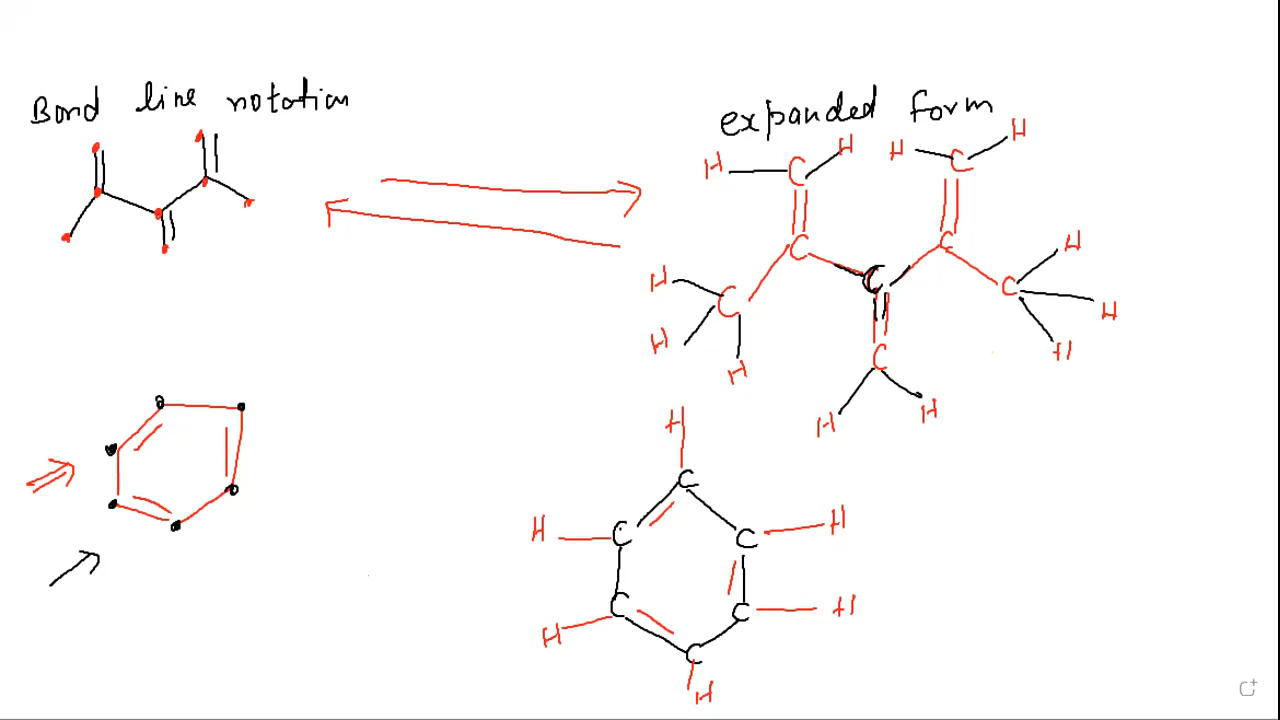 Bond line notation
expanded form
H C H H C H
C C H
H C C C H
H H C H
H H
H
C
H C C H
C C H
H C
H